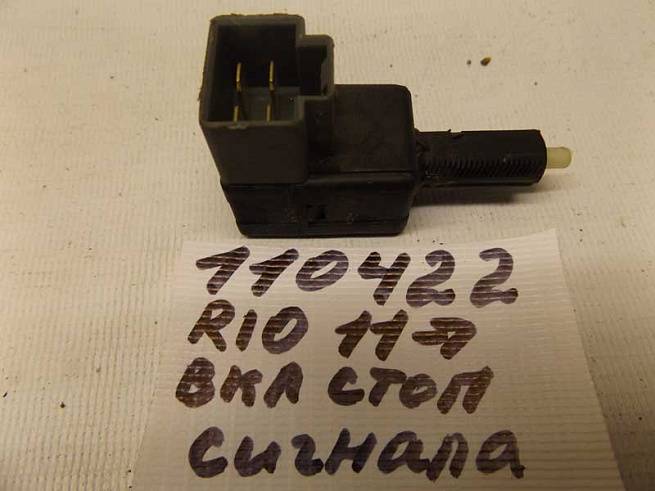 110422
RIO 11→
ВКЛ СТОП
СИГНАЛА